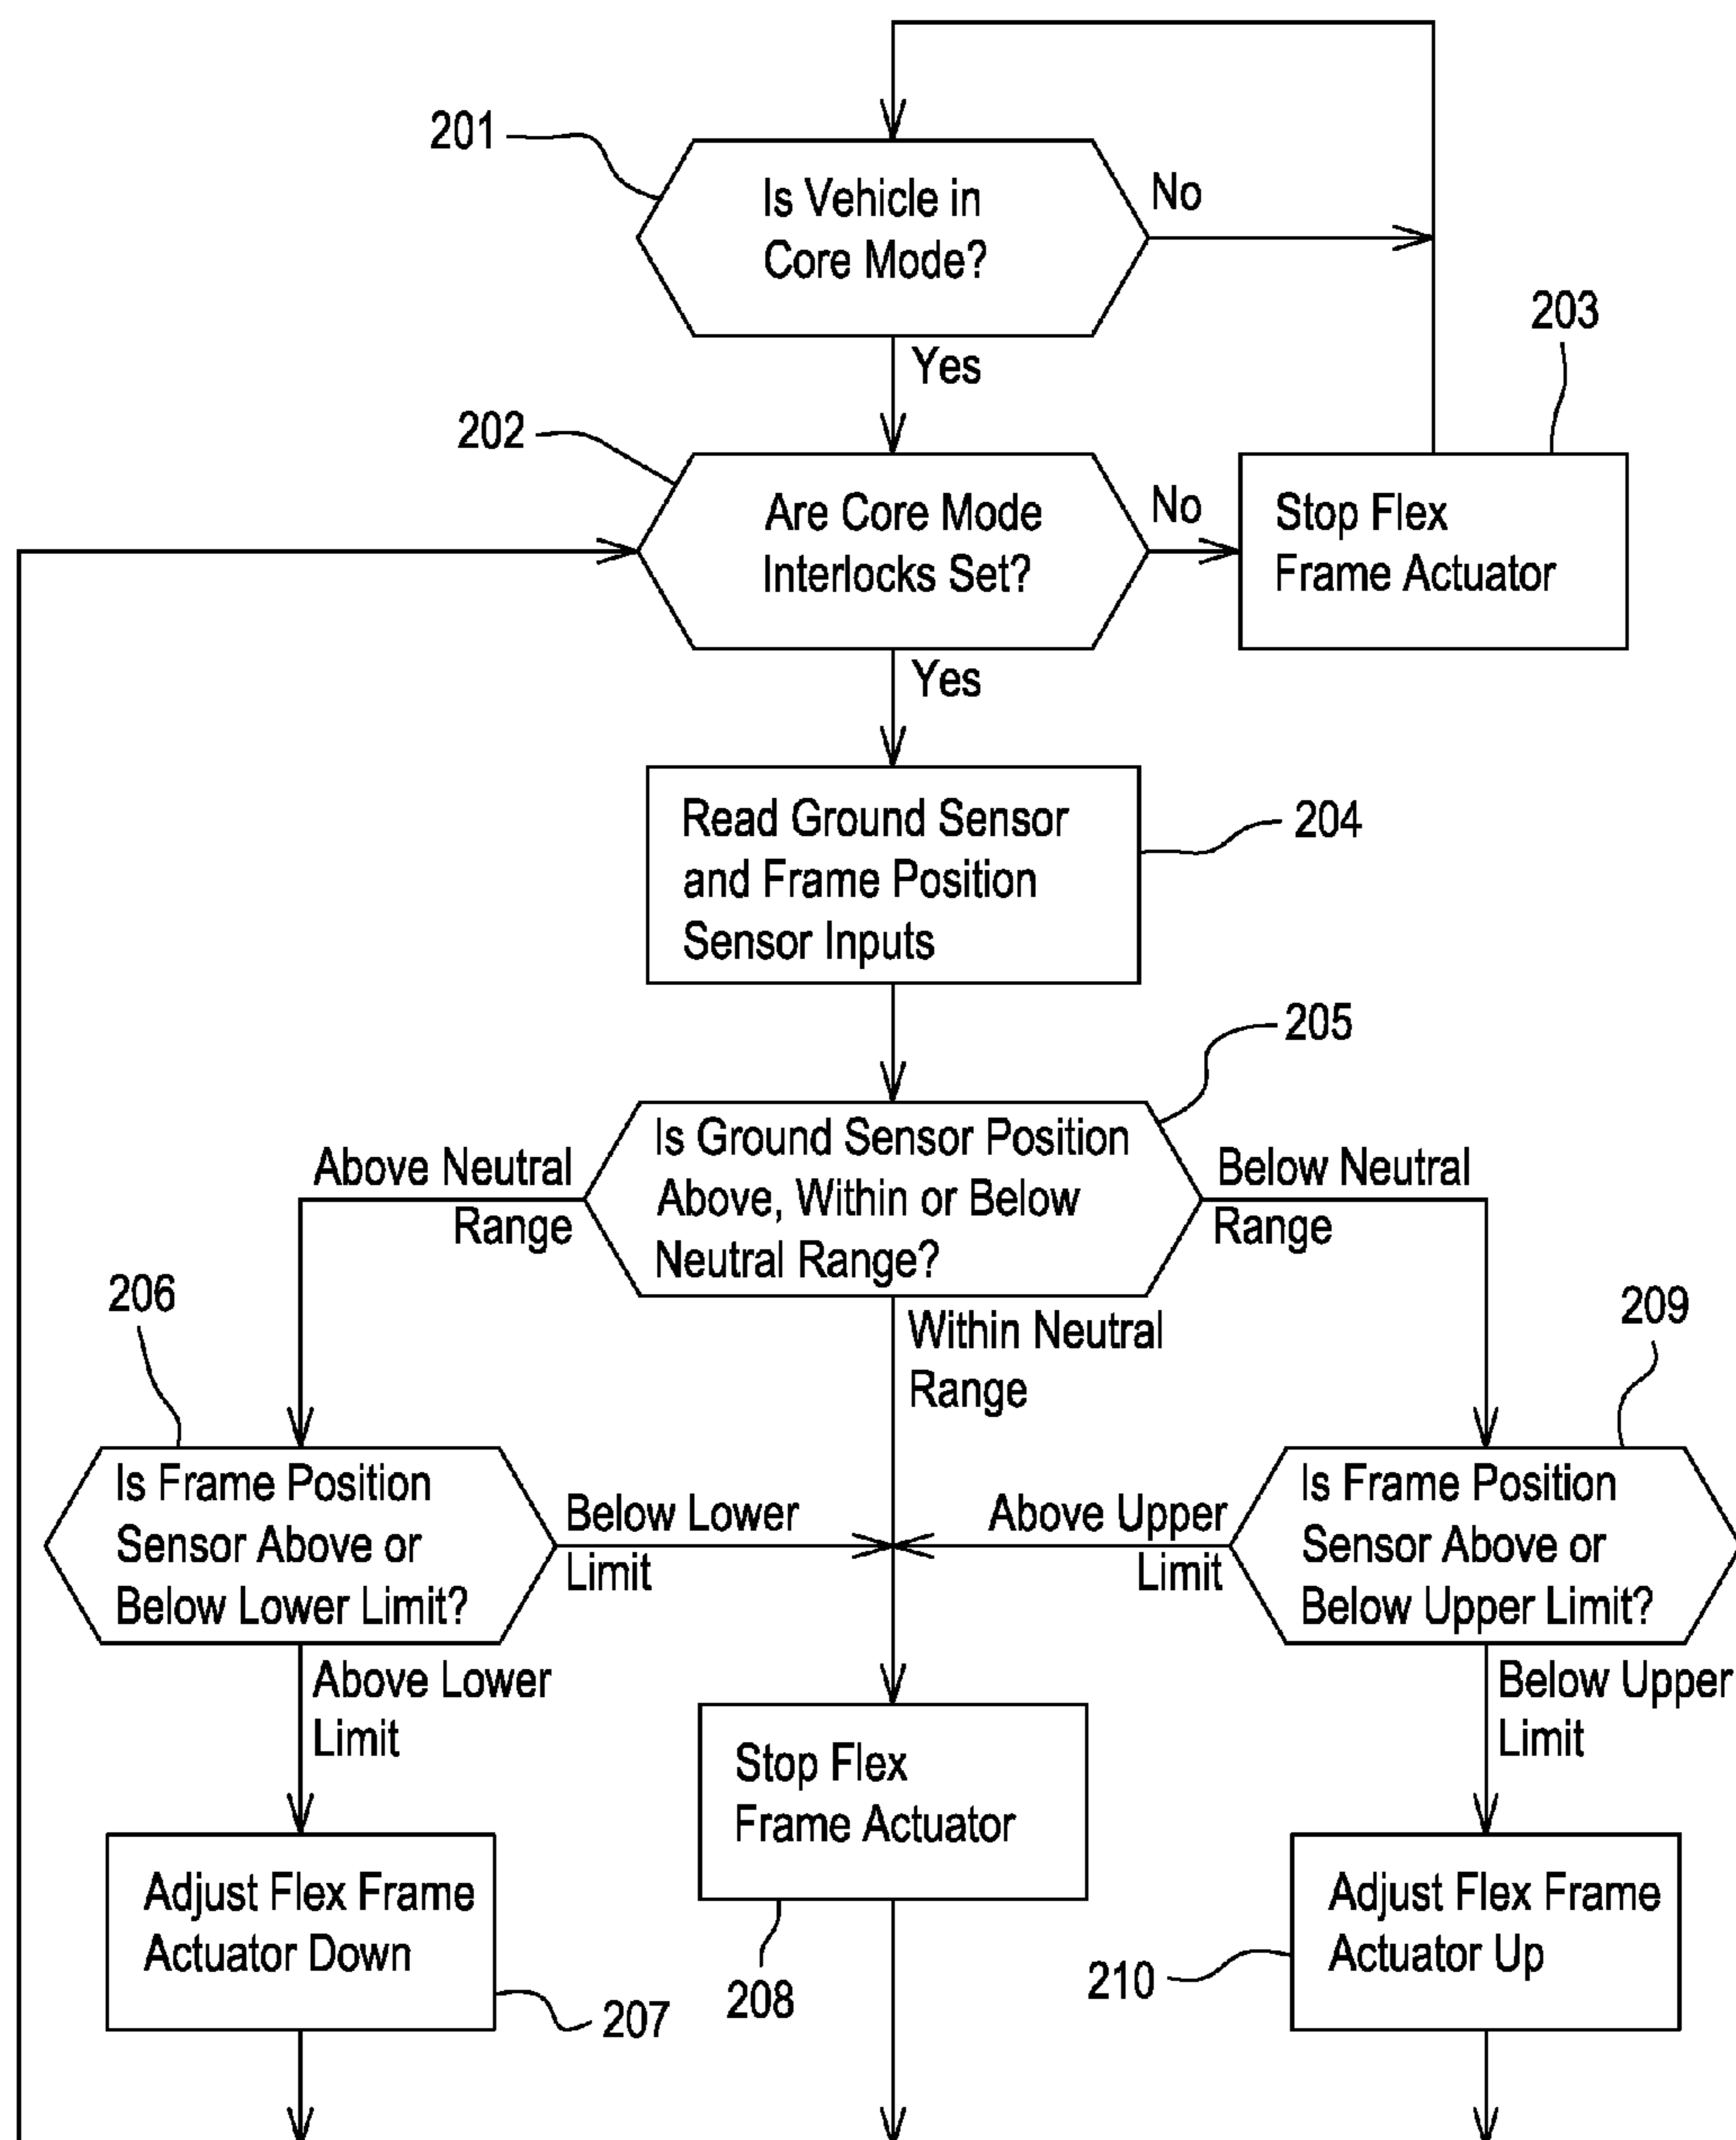 201
Is Vehicle in
Core Mode?
No
Yes
203
202
Are Core Mode
Interlocks Set?
No
Stop Flex
Frame Actuator
Yes
Read Ground Sensor
and Frame Position
Sensor Inputs
204
205
Is Ground Sensor Position
Above, Within or Below
Neutral Range?
Above Neutral
Range
Below Neutral
Range
Within Neutral
Range
206
209
Is Frame Position
Sensor Above or
Below Lower Limit?
Below Lower
Limit
Above Upper
Limit
Is Frame Position
Sensor Above or
Below Upper Limit?
Above Lower
Limit
Below Upper
Limit
Stop Flex
Frame Actuator
Adjust Flex Frame
Actuator Down
Adjust Flex Frame
Actuator Up
207
208
210